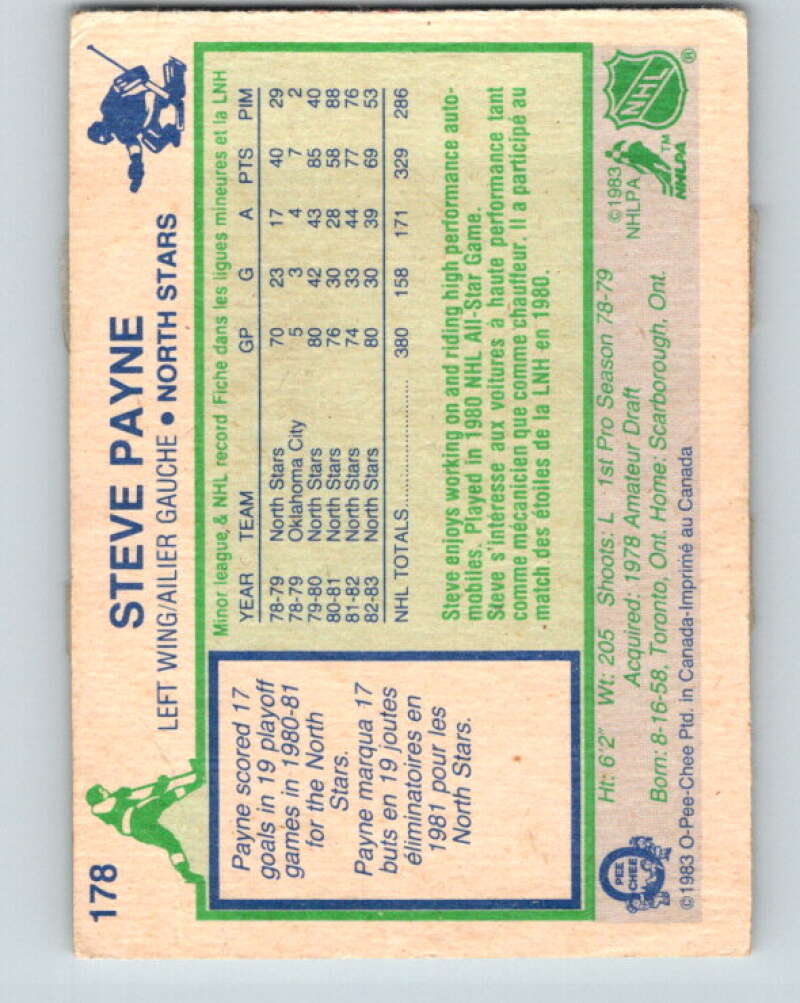 178
STEVE PAYNE
LEFT WING/AILIER GAUCHE ● NORTH STARS
Payne scored 17
goals in 19 playoff
games in 1980-81
for the North
Stars.
Payne marqua 17
buts en 19 joutes
éliminatoires en
1981 pour les
North Stars.
Minor league, & NHL record Fiche dans les ligues mineures et la LNH
YEAR TEAM GP G A PTS PIM
78-79 North Stars 70 23 17 40 29
78-79 Oklahoma City 5 3 4 7 2
79-80 North Stars 80 42 43 85 40
80-81 North Stars 76 30 28 58 88
81-82 North Stars 74 33 44 77 76
82-83 North Stars 80 30 39 69 53
NHL TOTALS.................... 380 158 171 329 286
Steve enjoys working on and riding high performance auto-
mobiles. Played in 1980 NHL All-Star Game.
Steve s'intéresse aux voitures à haute performance tant
comme mécanicien que comme chauffeur. Il a participé au
match des étoiles de la LNH en 1980.
PEE
CHEE
Ht: 6'2" Wt: 205 Shoots: L 1st Pro Season 78-79
Acquired: 1978 Amateur Draft
Born: 8-16-58, Toronto, Ont. Home: Scarborough, Ont.
©1983 O-Pee-Chee Ptd. in Canada-Imprimé au Canada
©1983
NHLPA
NHLPA TM
NHL ®